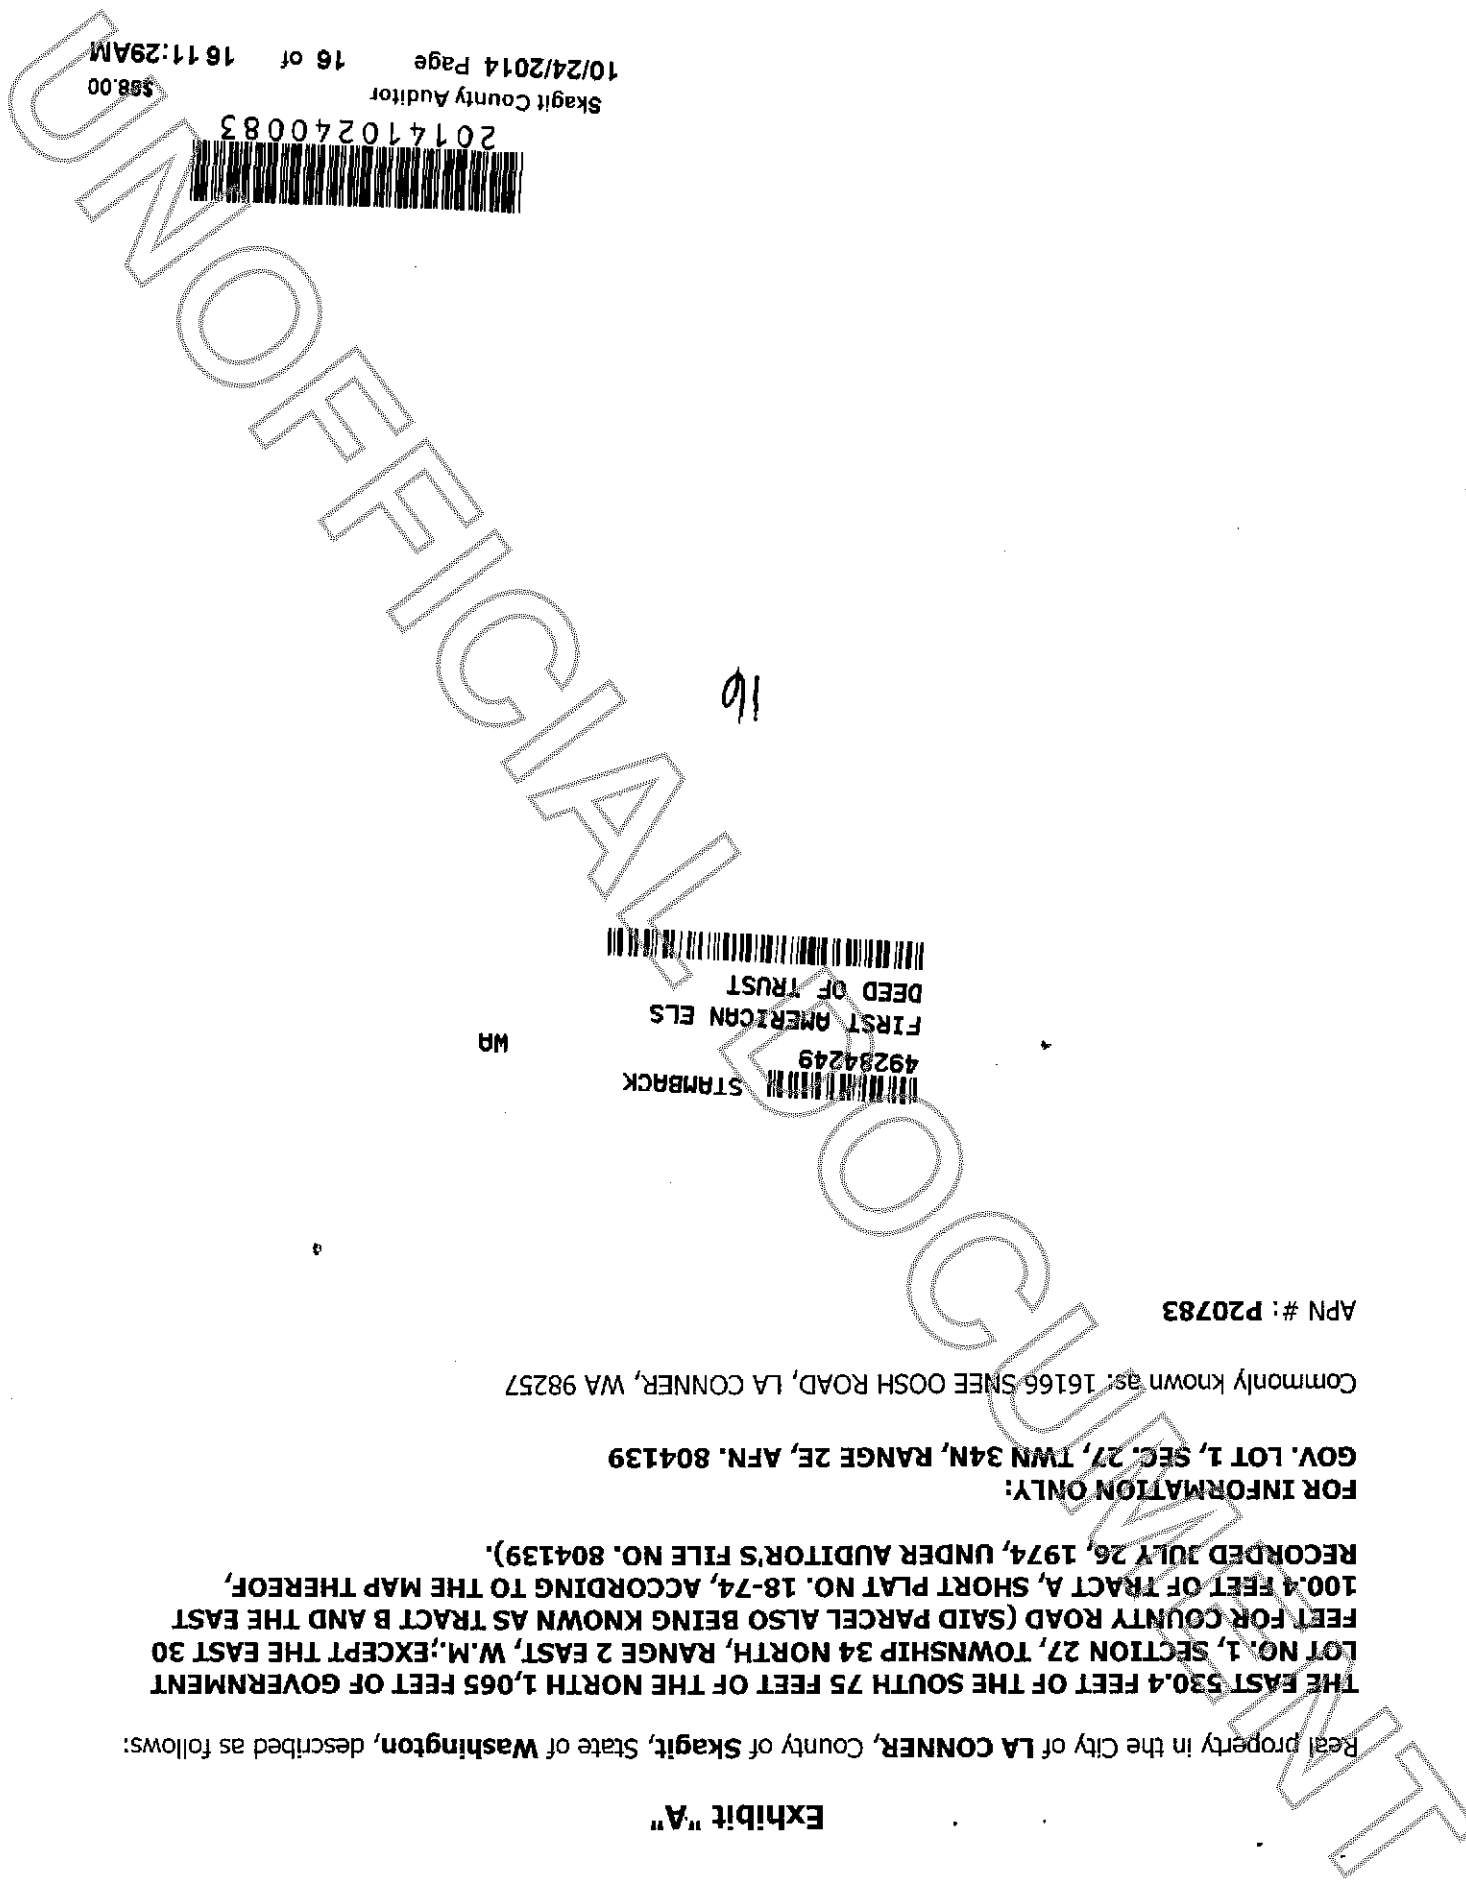 Exhibit "A"
Real property in the City of LA CONNER, County of Skagit, State of Washington, described as follows:
THE EAST 530.4 FEET OF THE SOUTH 75 FEET OF THE NORTH 1,065 FEET OF GOVERNMENT
LOT NO. 1, SECTION 27, TOWNSHIP 34 NORTH, RANGE 2 EAST, W.M.;EXCEPT THE EAST 30
FEET FOR COUNTY ROAD (SAID PARCEL ALSO BEING KNOWN AS TRACT B AND THE EAST
100.4 FEET OF TRACT A, SHORT PLAT NO. 18-74, ACCORDING TO THE MAP THEREOF,
RECORDED JULY 26, 1974, UNDER AUDITOR'S FILE NO. 804139).
FOR INFORMATION ONLY:
GOV. LOT 1, SEC. 27, TWN 34N, RANGE 2E, AFN. 804139
Commonly known as: 16166 SNEE OOSH ROAD, LA CONNER, WA 98257
APN #: P20783
STAMBACK
49284249
WA
FIRST AMERICAN ELS
DEED OF TRUST
16
201410240083
Skagit County Auditor
$88.00
10/24/2014 Page 16 of 16 11:29AM
UNOFFICIAL DOCUMENT